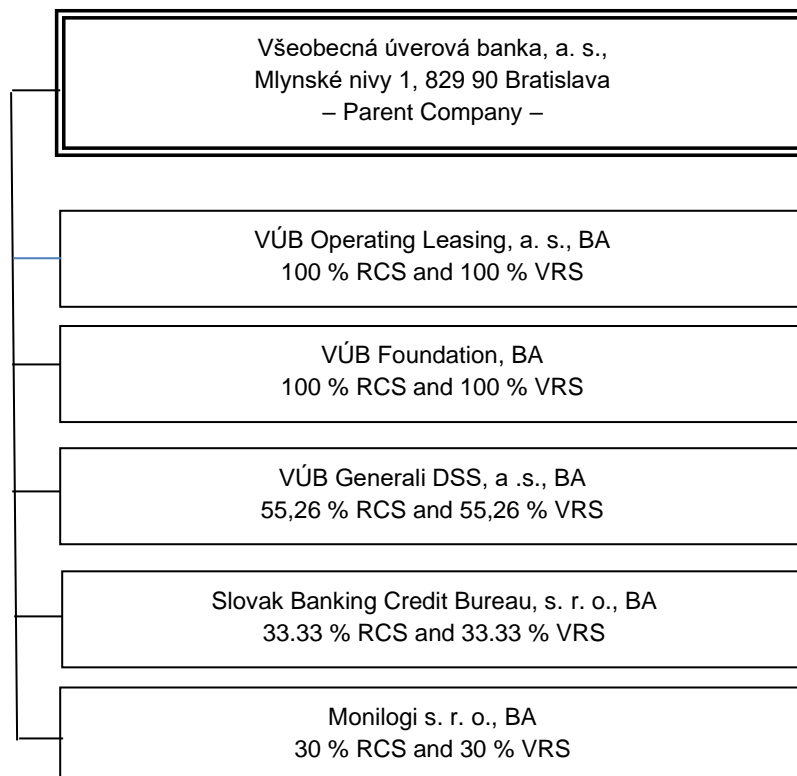 Všeobecná úverová banka, a. s.,
Mlynské nivy 1, 829 90 Bratislava
– Parent Company –
VÚB Operating Leasing, a. s., BA
100 % RCS and 100 % VRS
VÚB Foundation, BA
100 % RCS and 100 % VRS
VÚB Generali DSS, a .s., BA
55,26 % RCS and 55,26 % VRS
Slovak Banking Credit Bureau, s. r. o., BA
33.33 % RCS and 33.33 % VRS
Monilogi s. r. o., BA
30 % RCS and 30 % VRS